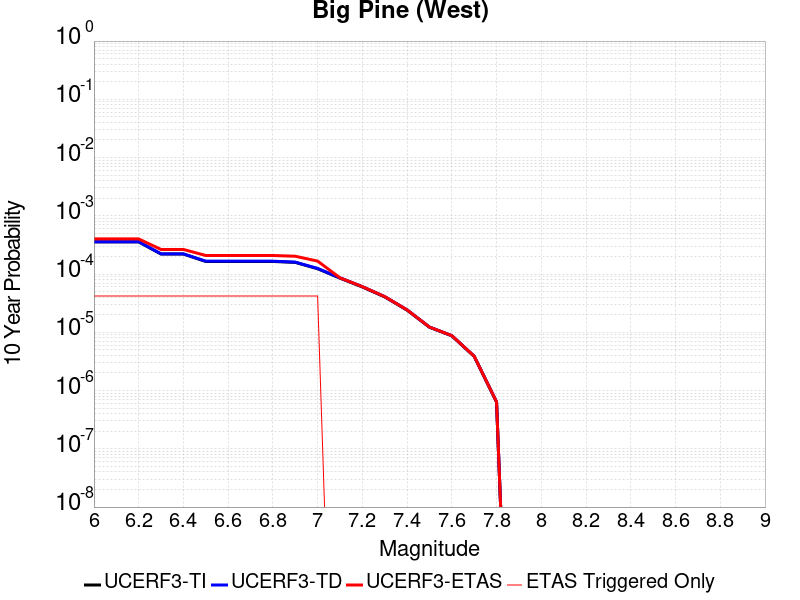 Big Pine (West)
10 0
10 -1
10 -2
10 -3
10 -4
10 -5
10 -6
10 -7
10 -8
10 Year Probability
6 6.2 6.4 6.6 6.8 7 7.2 7.4 7.6 7.8 8 8.2 8.4 8.6 8.8 9
Magnitude
UCERF3-TI UCERF3-TD UCERF3-ETAS ETAS Triggered Only